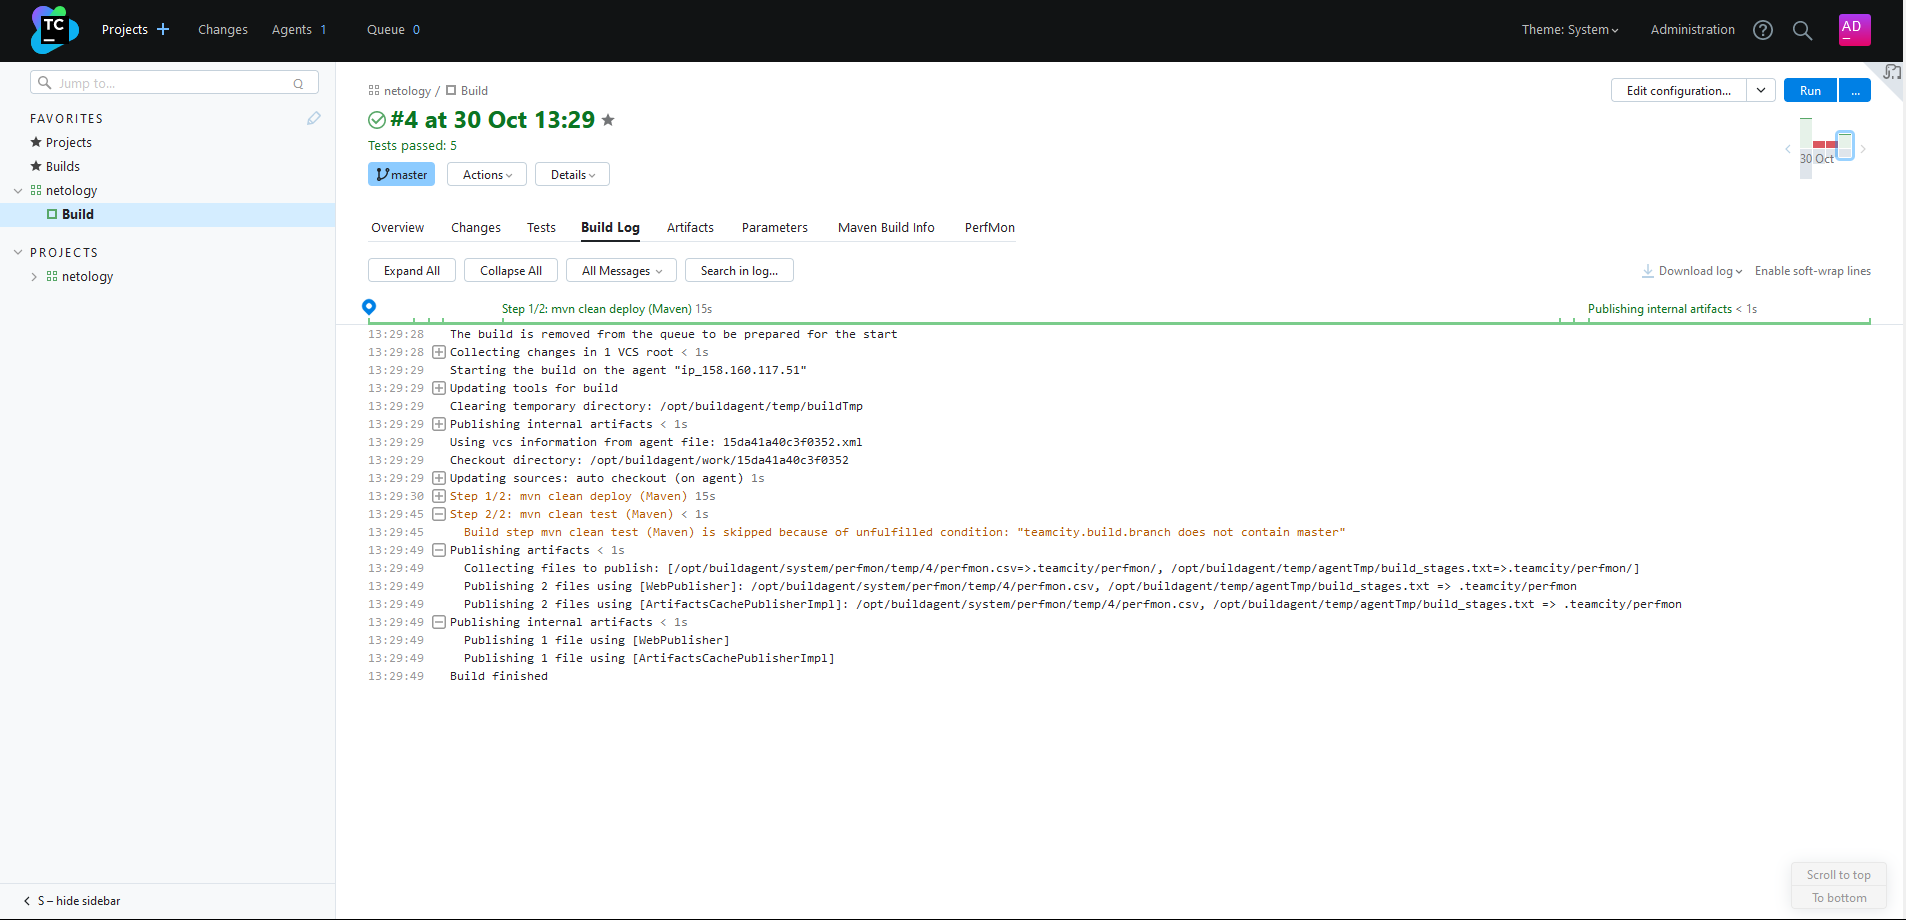 TC
Projects
Changes
Agents 1
Queue 0
Theme: System
Administration
AD
Jump to... Q
FAVORITES
Projects
Builds
netology
Build
PROJECTS
netology
S – hide sidebar
netology / Build
#4 at 30 Oct 13:29
Tests passed: 5
master
Actions
Details
Edit configuration...
Run
...
30 Oct
Overview Changes Tests Build Log Artifacts Parameters Maven Build Info PerfMon
Expand All Collapse All All Messages Search in log... Download log Enable soft-wrap lines
Step 1/2: mvn clean deploy (Maven) 15s Publishing internal artifacts < 1s
13:29:28 The build is removed from the queue to be prepared for the start
13:29:28 Collecting changes in 1 VCS root < 1s
13:29:29 Starting the build on the agent "ip_158.160.117.51"
13:29:29 Updating tools for build
13:29:29 Clearing temporary directory: /opt/buildagent/temp/buildTmp
13:29:29 Publishing internal artifacts < 1s
13:29:29 Using vcs information from agent file: 15da41a40c3f0352.xml
13:29:29 Checkout directory: /opt/buildagent/work/15da41a40c3f0352
13:29:29 Updating sources: auto checkout (on agent) 1s
13:29:30 Step 1/2: mvn clean deploy (Maven) 15s
13:29:45 Step 2/2: mvn clean test (Maven) < 1s
13:29:45 Build step mvn clean test (Maven) is skipped because of unfulfilled condition: "teamcity.build.branch does not contain master"
13:29:49 Publishing artifacts < 1s
13:29:49 Collecting files to publish: [/opt/buildagent/system/perfmon/temp/4/perfmon.csv=>.teamcity/perfmon/, /opt/buildagent/temp/agentTmp/build_stages.txt=>.teamcity/perfmon/]
13:29:49 Publishing 2 files using [WebPublisher]: /opt/buildagent/system/perfmon/temp/4/perfmon.csv, /opt/buildagent/temp/agentTmp/build_stages.txt => .teamcity/perfmon
13:29:49 Publishing 2 files using [ArtifactsCachePublisherImpl]: /opt/buildagent/system/perfmon/temp/4/perfmon.csv, /opt/buildagent/temp/agentTmp/build_stages.txt => .teamcity/perfmon
13:29:49 Publishing internal artifacts < 1s
13:29:49 Publishing 1 file using [WebPublisher]
13:29:49 Publishing 1 file using [ArtifactsCachePublisherImpl]
13:29:49 Build finished
Scroll to top
To bottom